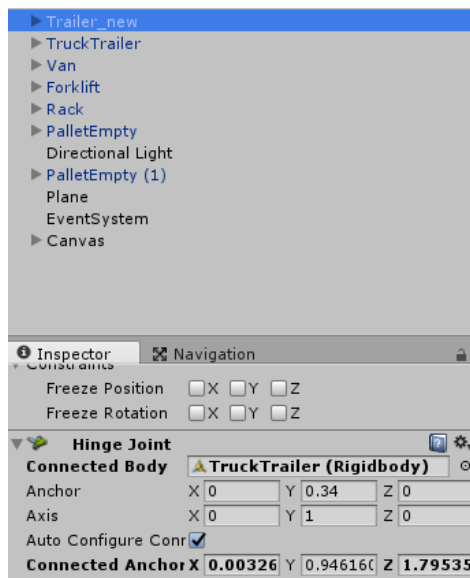 Trailer_new
TruckTrailer
Van
Forklift
Rack
PalletEmpty
Directional Light
PalletEmpty (1)
Plane
EventSystem
Canvas
Inspector Navigation
Constraints
Freeze Position X Y Z
Freeze Rotation X Y Z
Hinge Joint
Connected Body TruckTrailer (Rigidbody)
Anchor X 0 Y 0.34 Z 0
Axis X 0 Y 1 Z 0
Auto Configure Conr
Connected Anchor X 0.00326 Y 0.946160 Z 1.79535